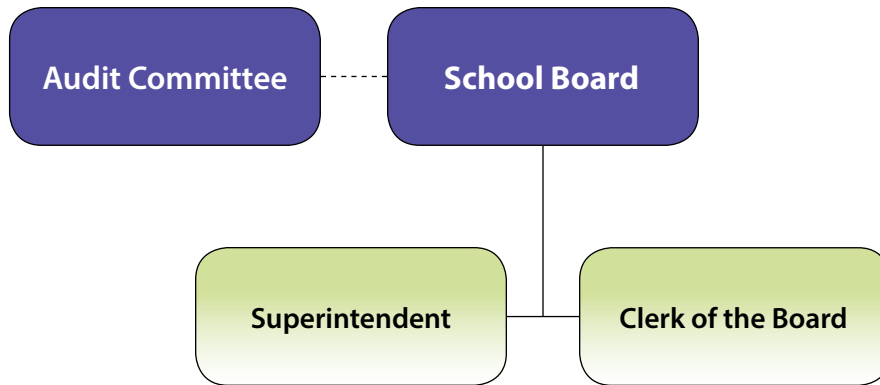 Audit Committee
School Board
Superintendent
Clerk of the Board